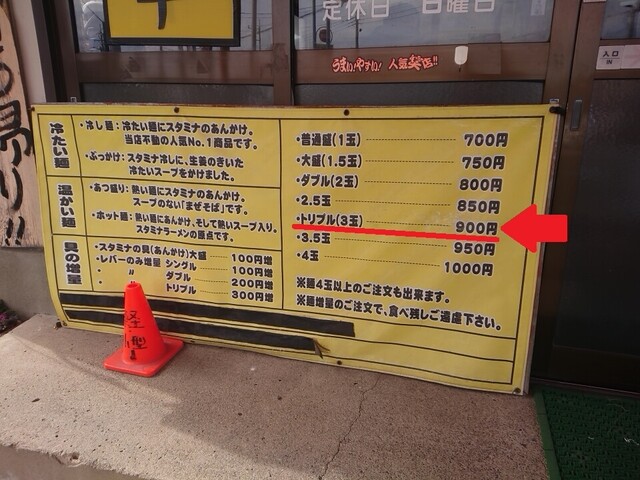 定休日 日曜日
うまい!やすい!人気輿店!!
入口
IN
冷たい麺
・冷し麺:冷たい麺にスタミナのあんかけ。
当店不動の人気No.1商品です。
・ぶっかけ:スタミナ冷しに、生姜のきいた
冷たいスープをかけました。
温かい麺
・あつ盛り:熱い麺にスタミナのあんかけ。
スープのない「まぜそば」です。
・ホット麺:熱い麺にあんかけ、そして熱いスープ入り。
スタミナラーメンの原点です。
具の増量
・スタミナの具(あんかけ)大盛 100円増
・レバーのみ増量 シングル 100円増
・ 〃 ダブル 200円増
・ トリプル 300円増
・普通盛(1玉) 700円
・大盛(1.5玉) 750円
・ダブル(2玉) 800円
・2.5玉 850円
・トリプル(3玉) 900円
・3.5玉 950円
・4玉 1000円
※麺4玉以上のご注文も出来ます。
※麺増量のご注文で、食べ残しご遠慮下さい。